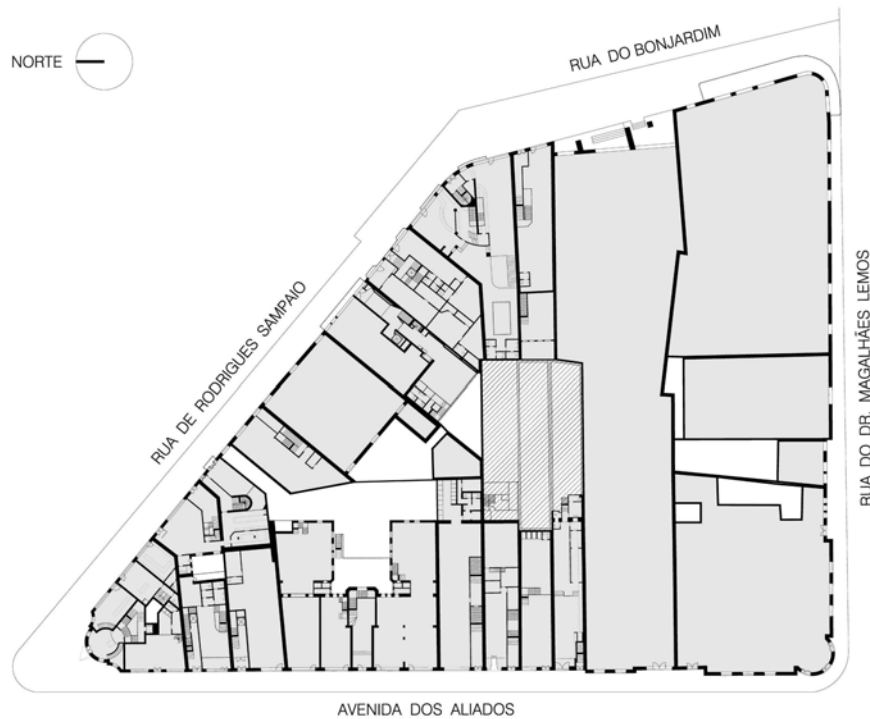 NORTE
RUA DO BONJARDIM
RUA DE RODRIGUES SAMPAIO
RUA DO DR. MAGALHÃES LEMOS
AVENIDA DOS ALIADOS